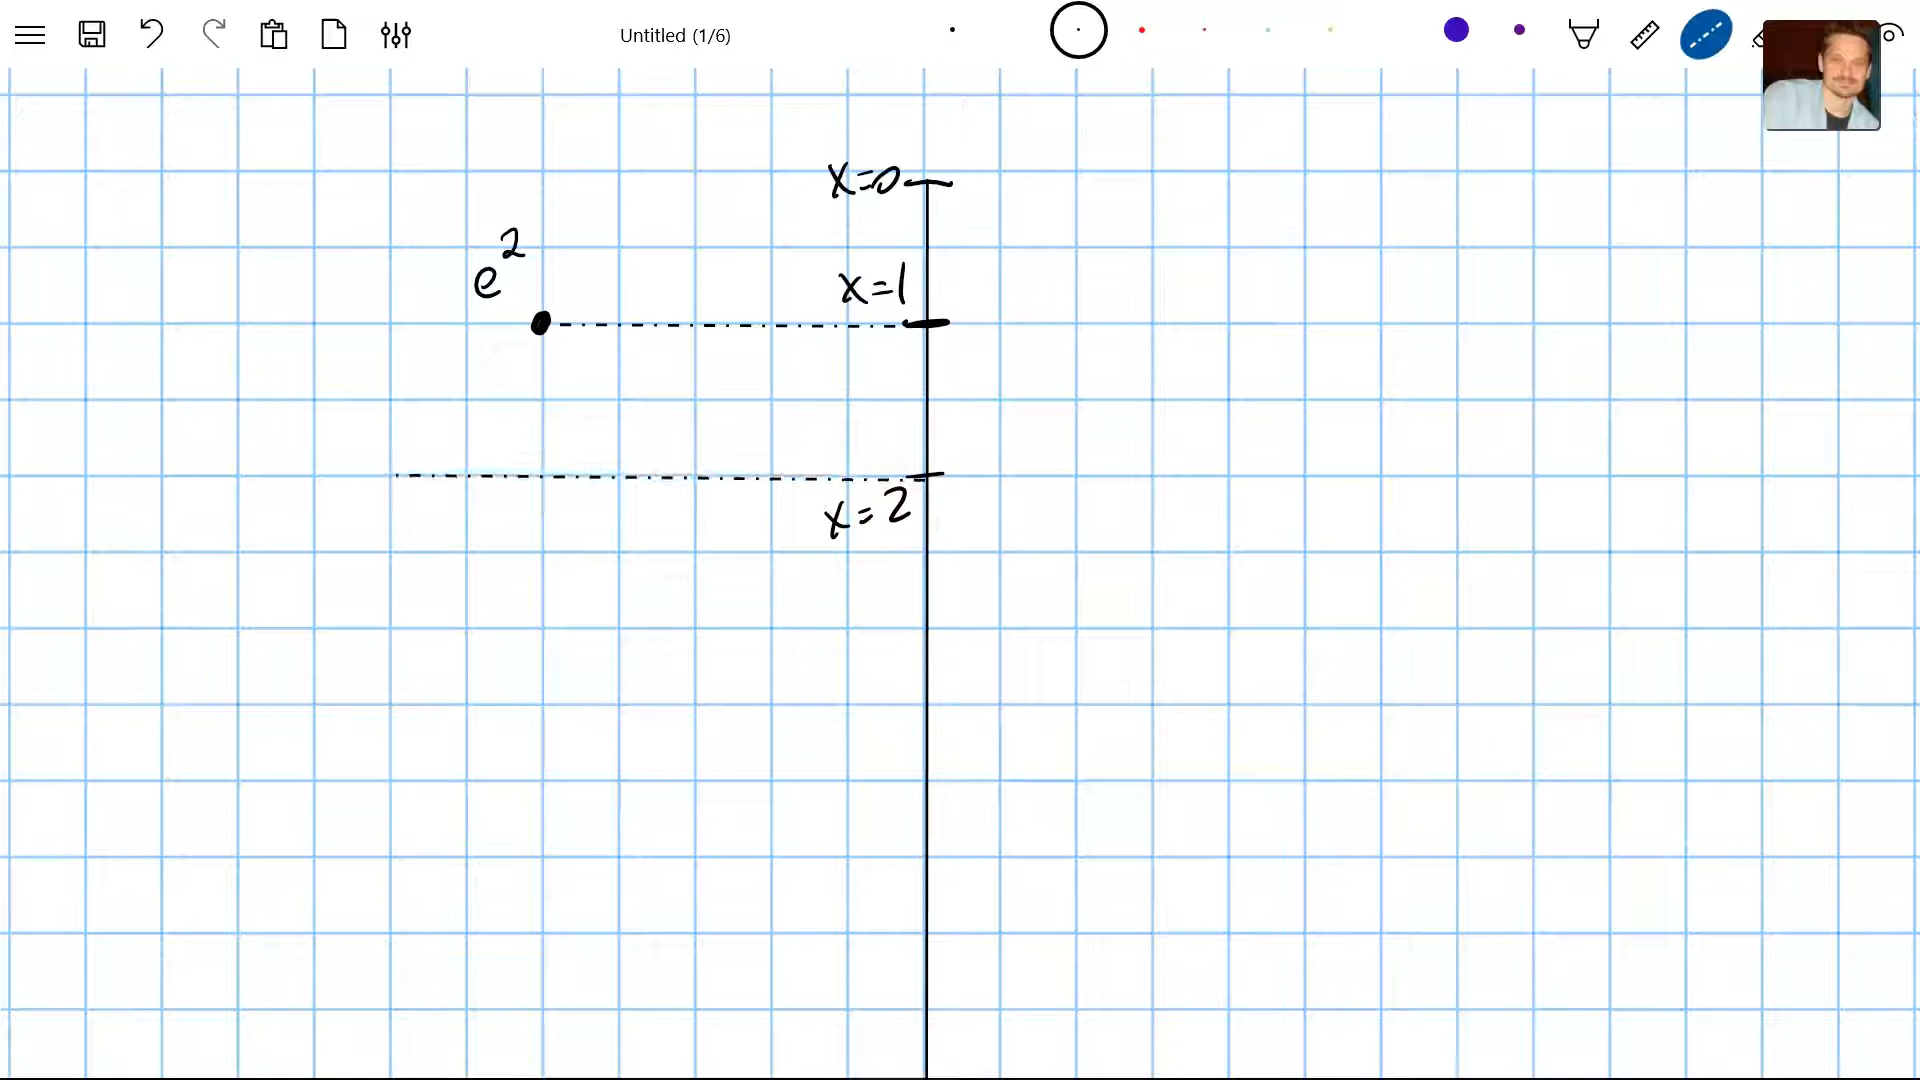 Untitled (1/6)
x=0
e²
x=1
x=2